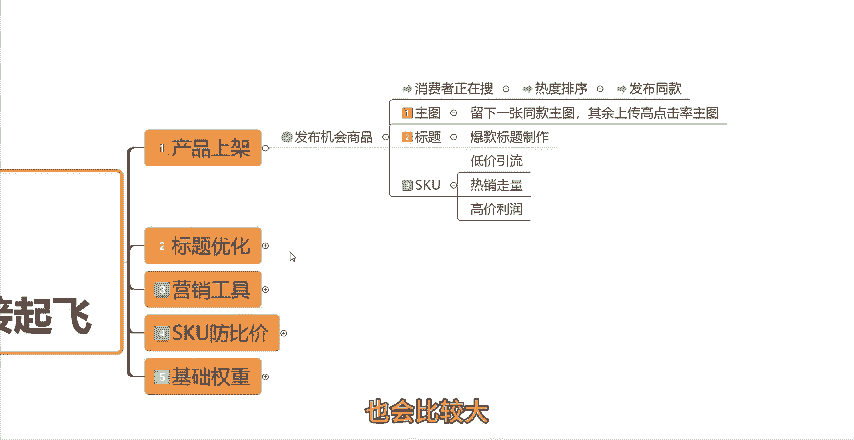 消费者正在搜 热度排序 发布同款
1 主图 留下一张同款主图，其余上传高点击率主图
1 产品上架 发布机会商品 2 标题 爆款标题制作
低价引流
3 SKU 热销走量
高价利润
2 标题优化
3 营销工具
接起飞
4 SKU防比价
5 基础权重
也会比较大